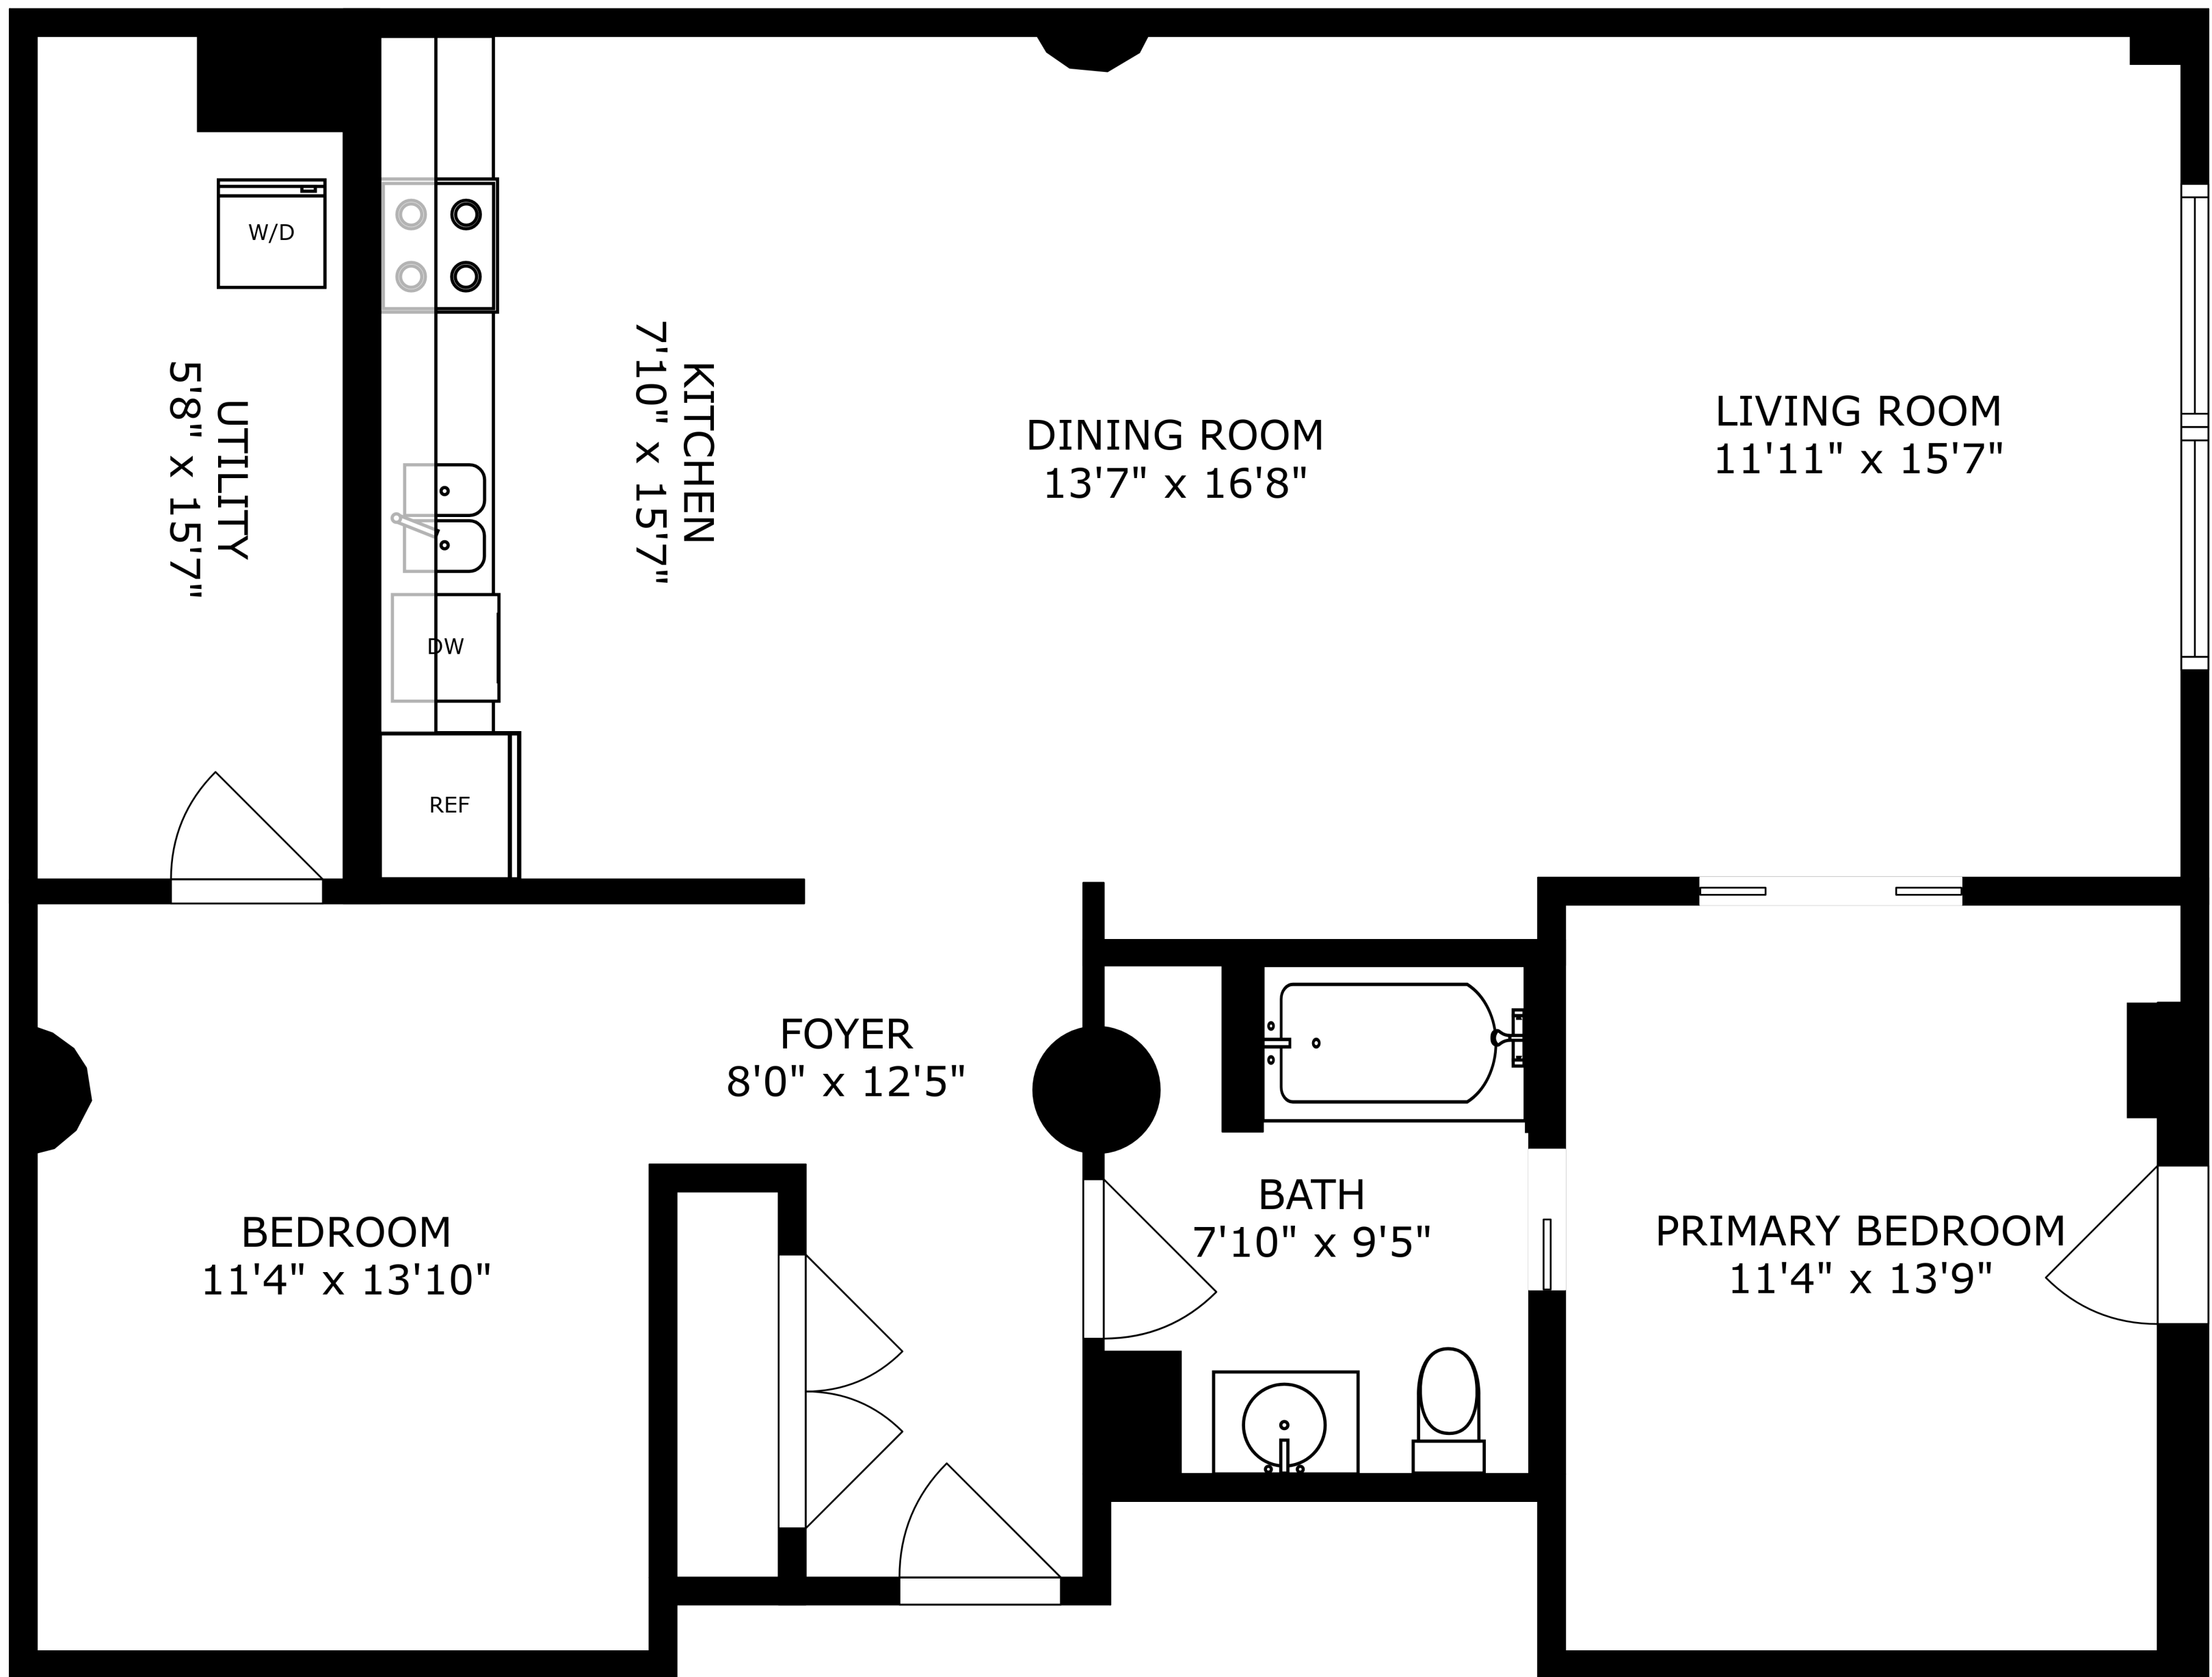 W/D
UTILITY
5'8" x 15'7"
KITCHEN
7'10" x 15'7"
DINING ROOM
13'7" x 16'8"
LIVING ROOM
11'11" x 15'7"
DW
REF
FOYER
8'0" x 12'5"
BEDROOM
11'4" x 13'10"
BATH
7'10" x 9'5"
PRIMARY BEDROOM
11'4" x 13'9"